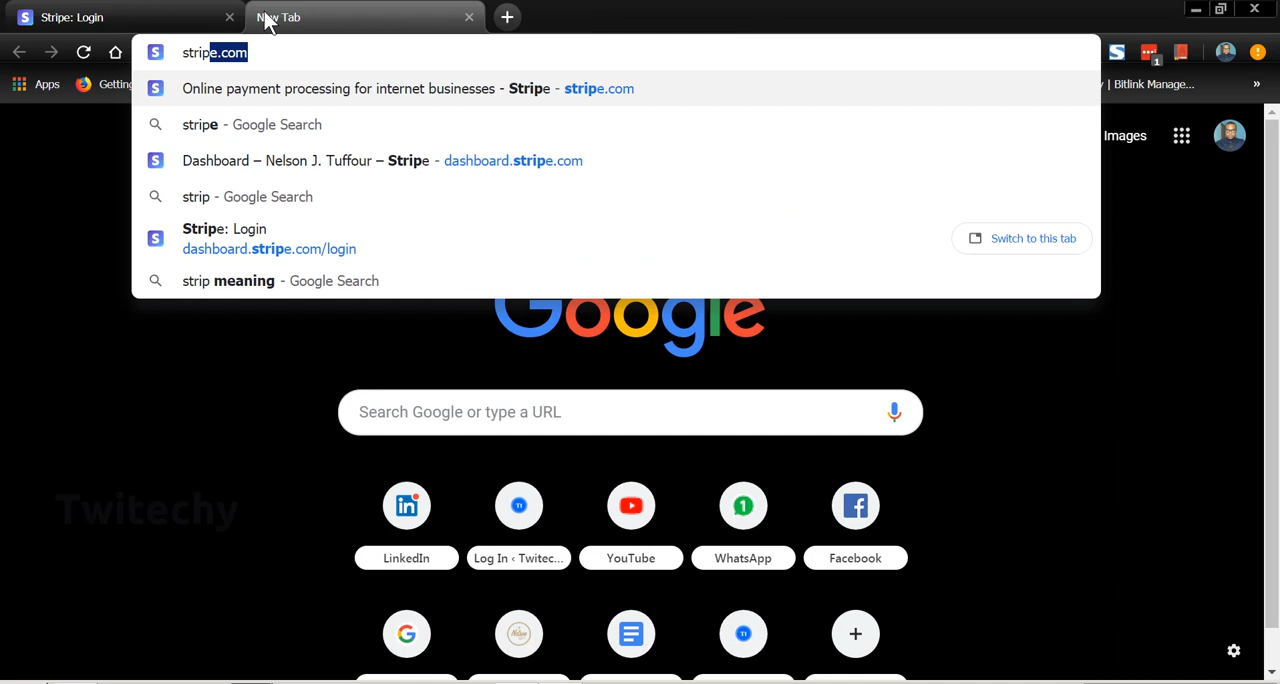 Stripe: Login
New Tab
stripe.com
Apps
Getting
| Bitlink Manage...
»
1
Online payment processing for internet businesses - Stripe - stripe.com
stripe - Google Search
Images
Dashboard – Nelson J. Tuffour – Stripe - dashboard.stripe.com
strip - Google Search
Stripe: Login
dashboard.stripe.com/login
Switch to this tab
strip meaning - Google Search
Google
Search Google or type a URL
Twitechy
LinkedIn
Log In ‹ Twitec...
YouTube
WhatsApp
Facebook